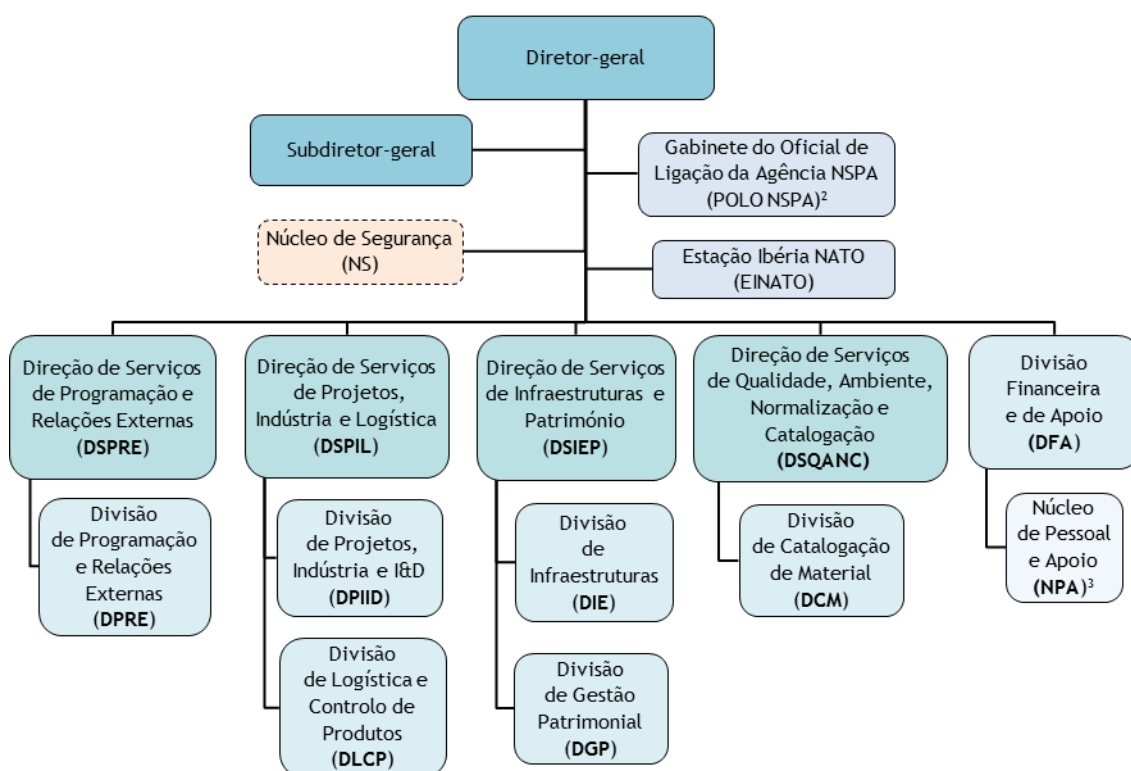 Diretor-geral
Subdiretor-geral
Gabinete do Oficial de
Ligação da Agência NSPA
(POLO NSPA)²
Núcleo de Segurança
(NS)
Estação Ibéria NATO
(EINATO)
Direção de Serviços
de Programação e
Relações Externas
(DSPRE)
Direção de Serviços
de Projetos,
Indústria e Logística
(DSPIL)
Direção de Serviços
de Infraestruturas e
Património
(DSIEP)
Direção de Serviços
de Qualidade, Ambiente,
Normalização e
Catalogação
(DSQANC)
Divisão
Financeira
e de Apoio
(DFA)
Divisão
de Programação
e Relações
Externas
(DPRE)
Divisão
de Projetos,
Indústria e I&D
(DPIID)
Divisão
de
Infraestruturas
(DIE)
Divisão
de Catalogação
de Material
(DCM)
Núcleo
de Pessoal
e Apoio
(NPA)³
Divisão
de Logística e
Controlo de
Produtos
(DLCP)
Divisão
de Gestão
Patrimonial
(DGP)